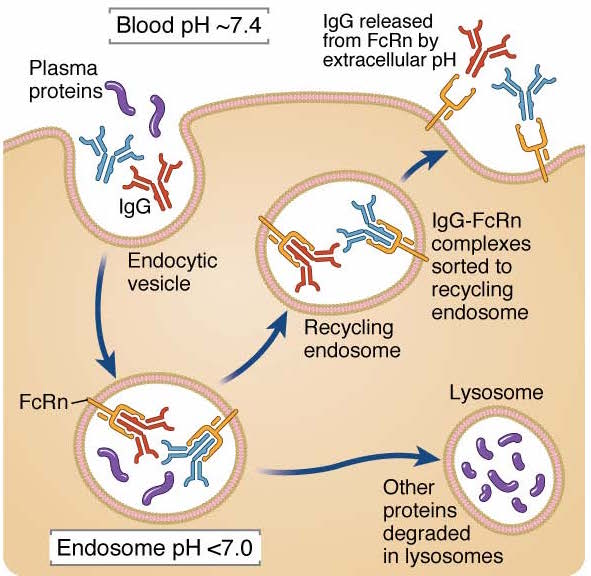 Blood pH ~7.4
IgG released
from FcRn by
extracellular pH
Plasma
proteins
IgG
Endocytic
vesicle
IgG-FcRn
complexes
sorted to
recycling
endosome
Recycling
endosome
FcRn
Lysosome
Other
proteins
degraded
in lysosomes
Endosome pH <7.0